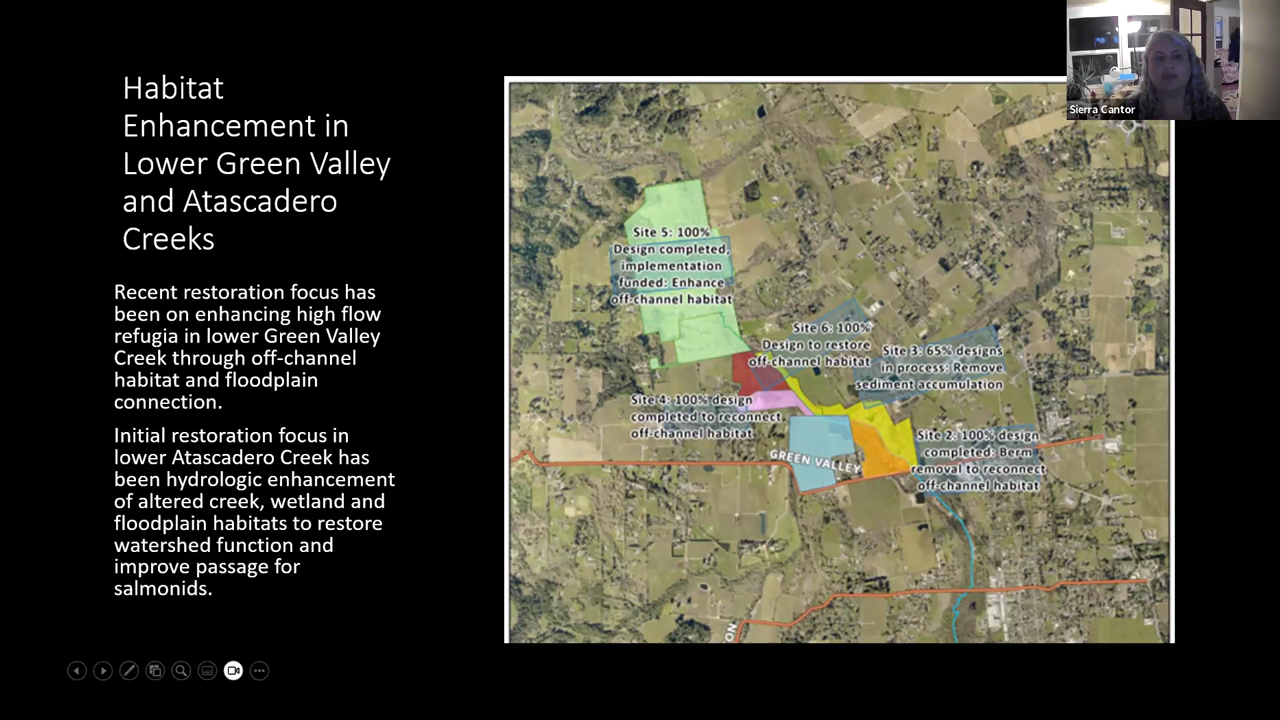 Habitat
Enhancement in
Lower Green Valley
and Atascadero
Creeks
Recent restoration focus has
been on enhancing high flow
refugia in lower Green Valley
Creek through off-channel
habitat and floodplain
connection.
Initial restoration focus in
lower Atascadero Creek has
been hydrologic enhancement
of altered creek, wetland and
floodplain habitats to restore
watershed function and
improve passage for
salmonids.
Sierra Cantor
Site 5: 100%
Design completed,
implementation
funded: Enhance
off-channel habitat
Site 6: 100%
Design to restore
off-channel habitat
Site 3: 65% designs
in process: Remove
sediment accumulation
Site 4: 100% design
completed to reconnect
off-channel habitat
GREEN VALLEY
Site 2: 100% design
completed: Berm
removal to reconnect
off-channel habitat